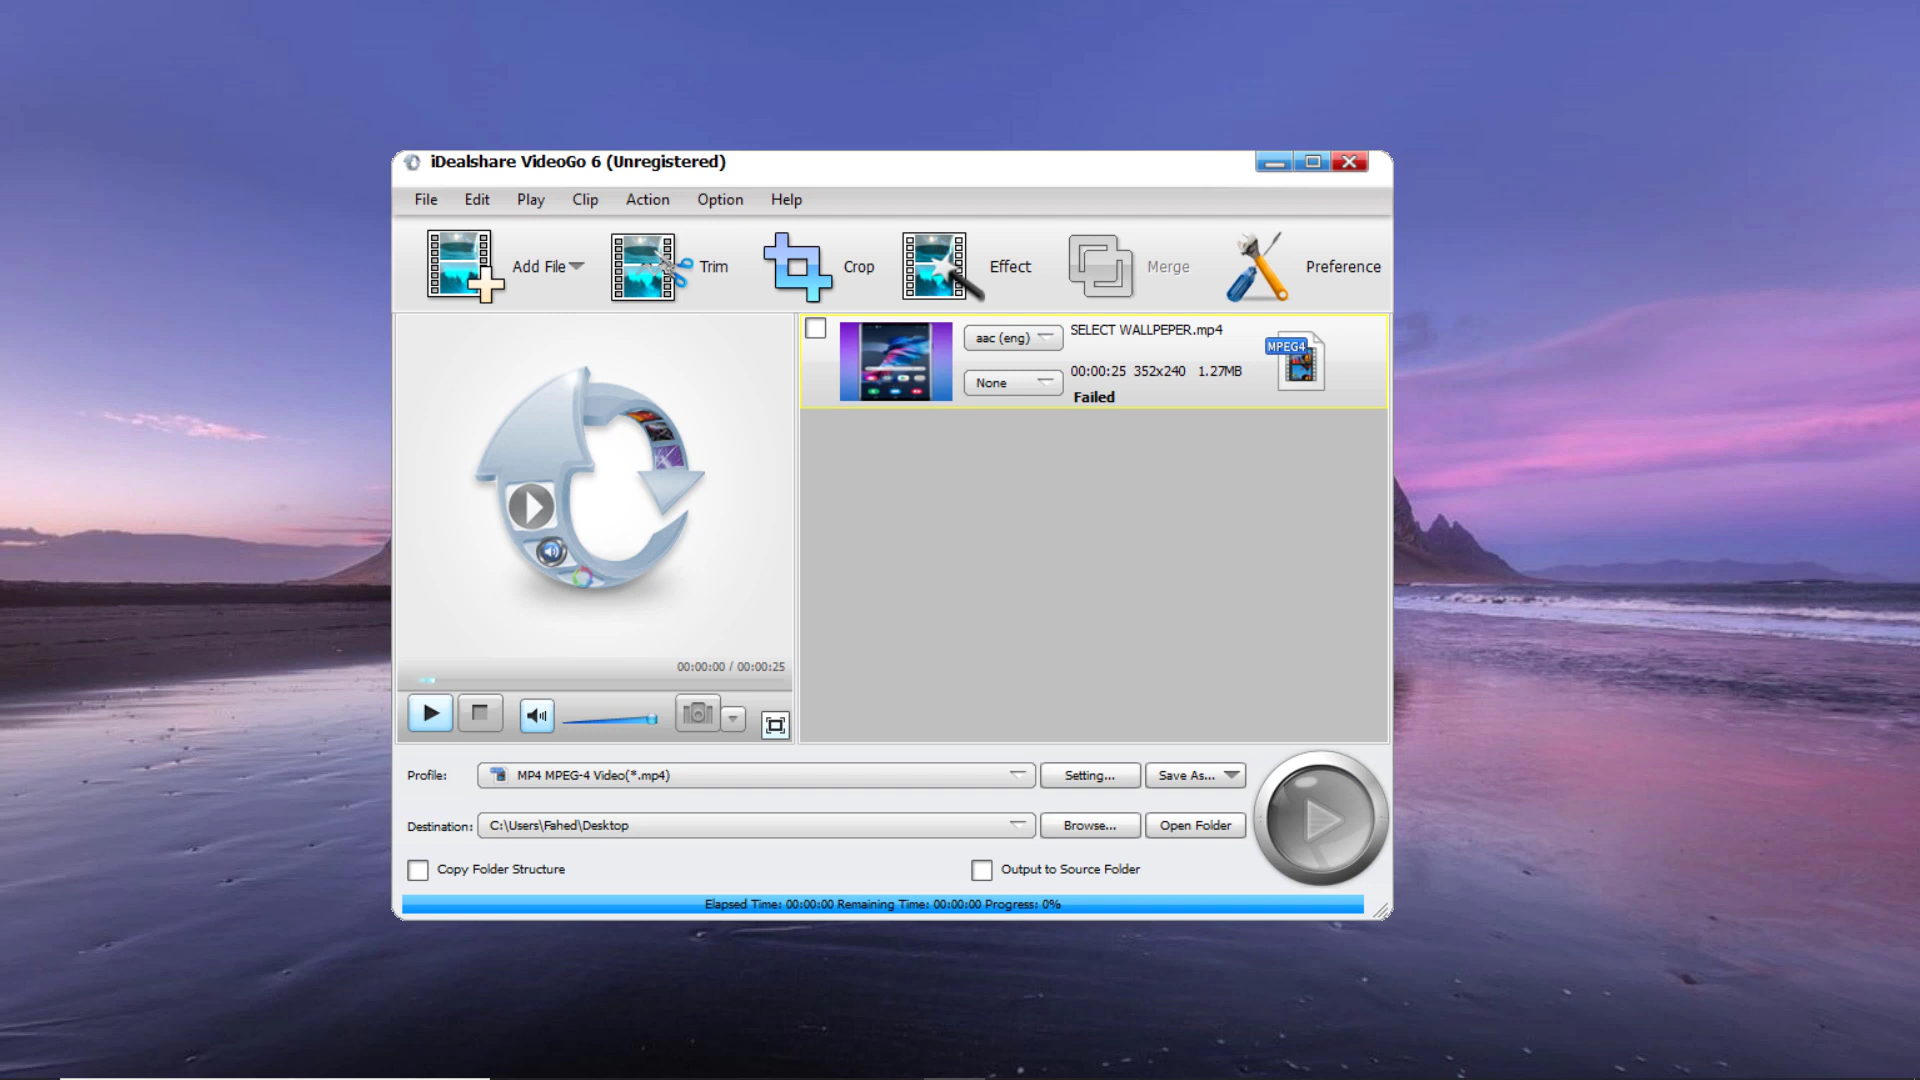 iDealshare VideoGo 6 (Unregistered)
File Edit Play Clip Action Option Help
Add File Trim Crop Effect Merge Preference
aac (eng) SELECT WALLPEPER.mp4
MPEG4
None 00:00:25 352x240 1.27MB
Failed
00:00:00 / 00:00:25
Profile: MP4 MPEG-4 Video(*.mp4) Setting... Save As...
Destination: C:\Users\Fahed\Desktop Browse... Open Folder
Copy Folder Structure Output to Source Folder
Elapsed Time: 00:00:00 Remaining Time: 00:00:00 Progress: 0%